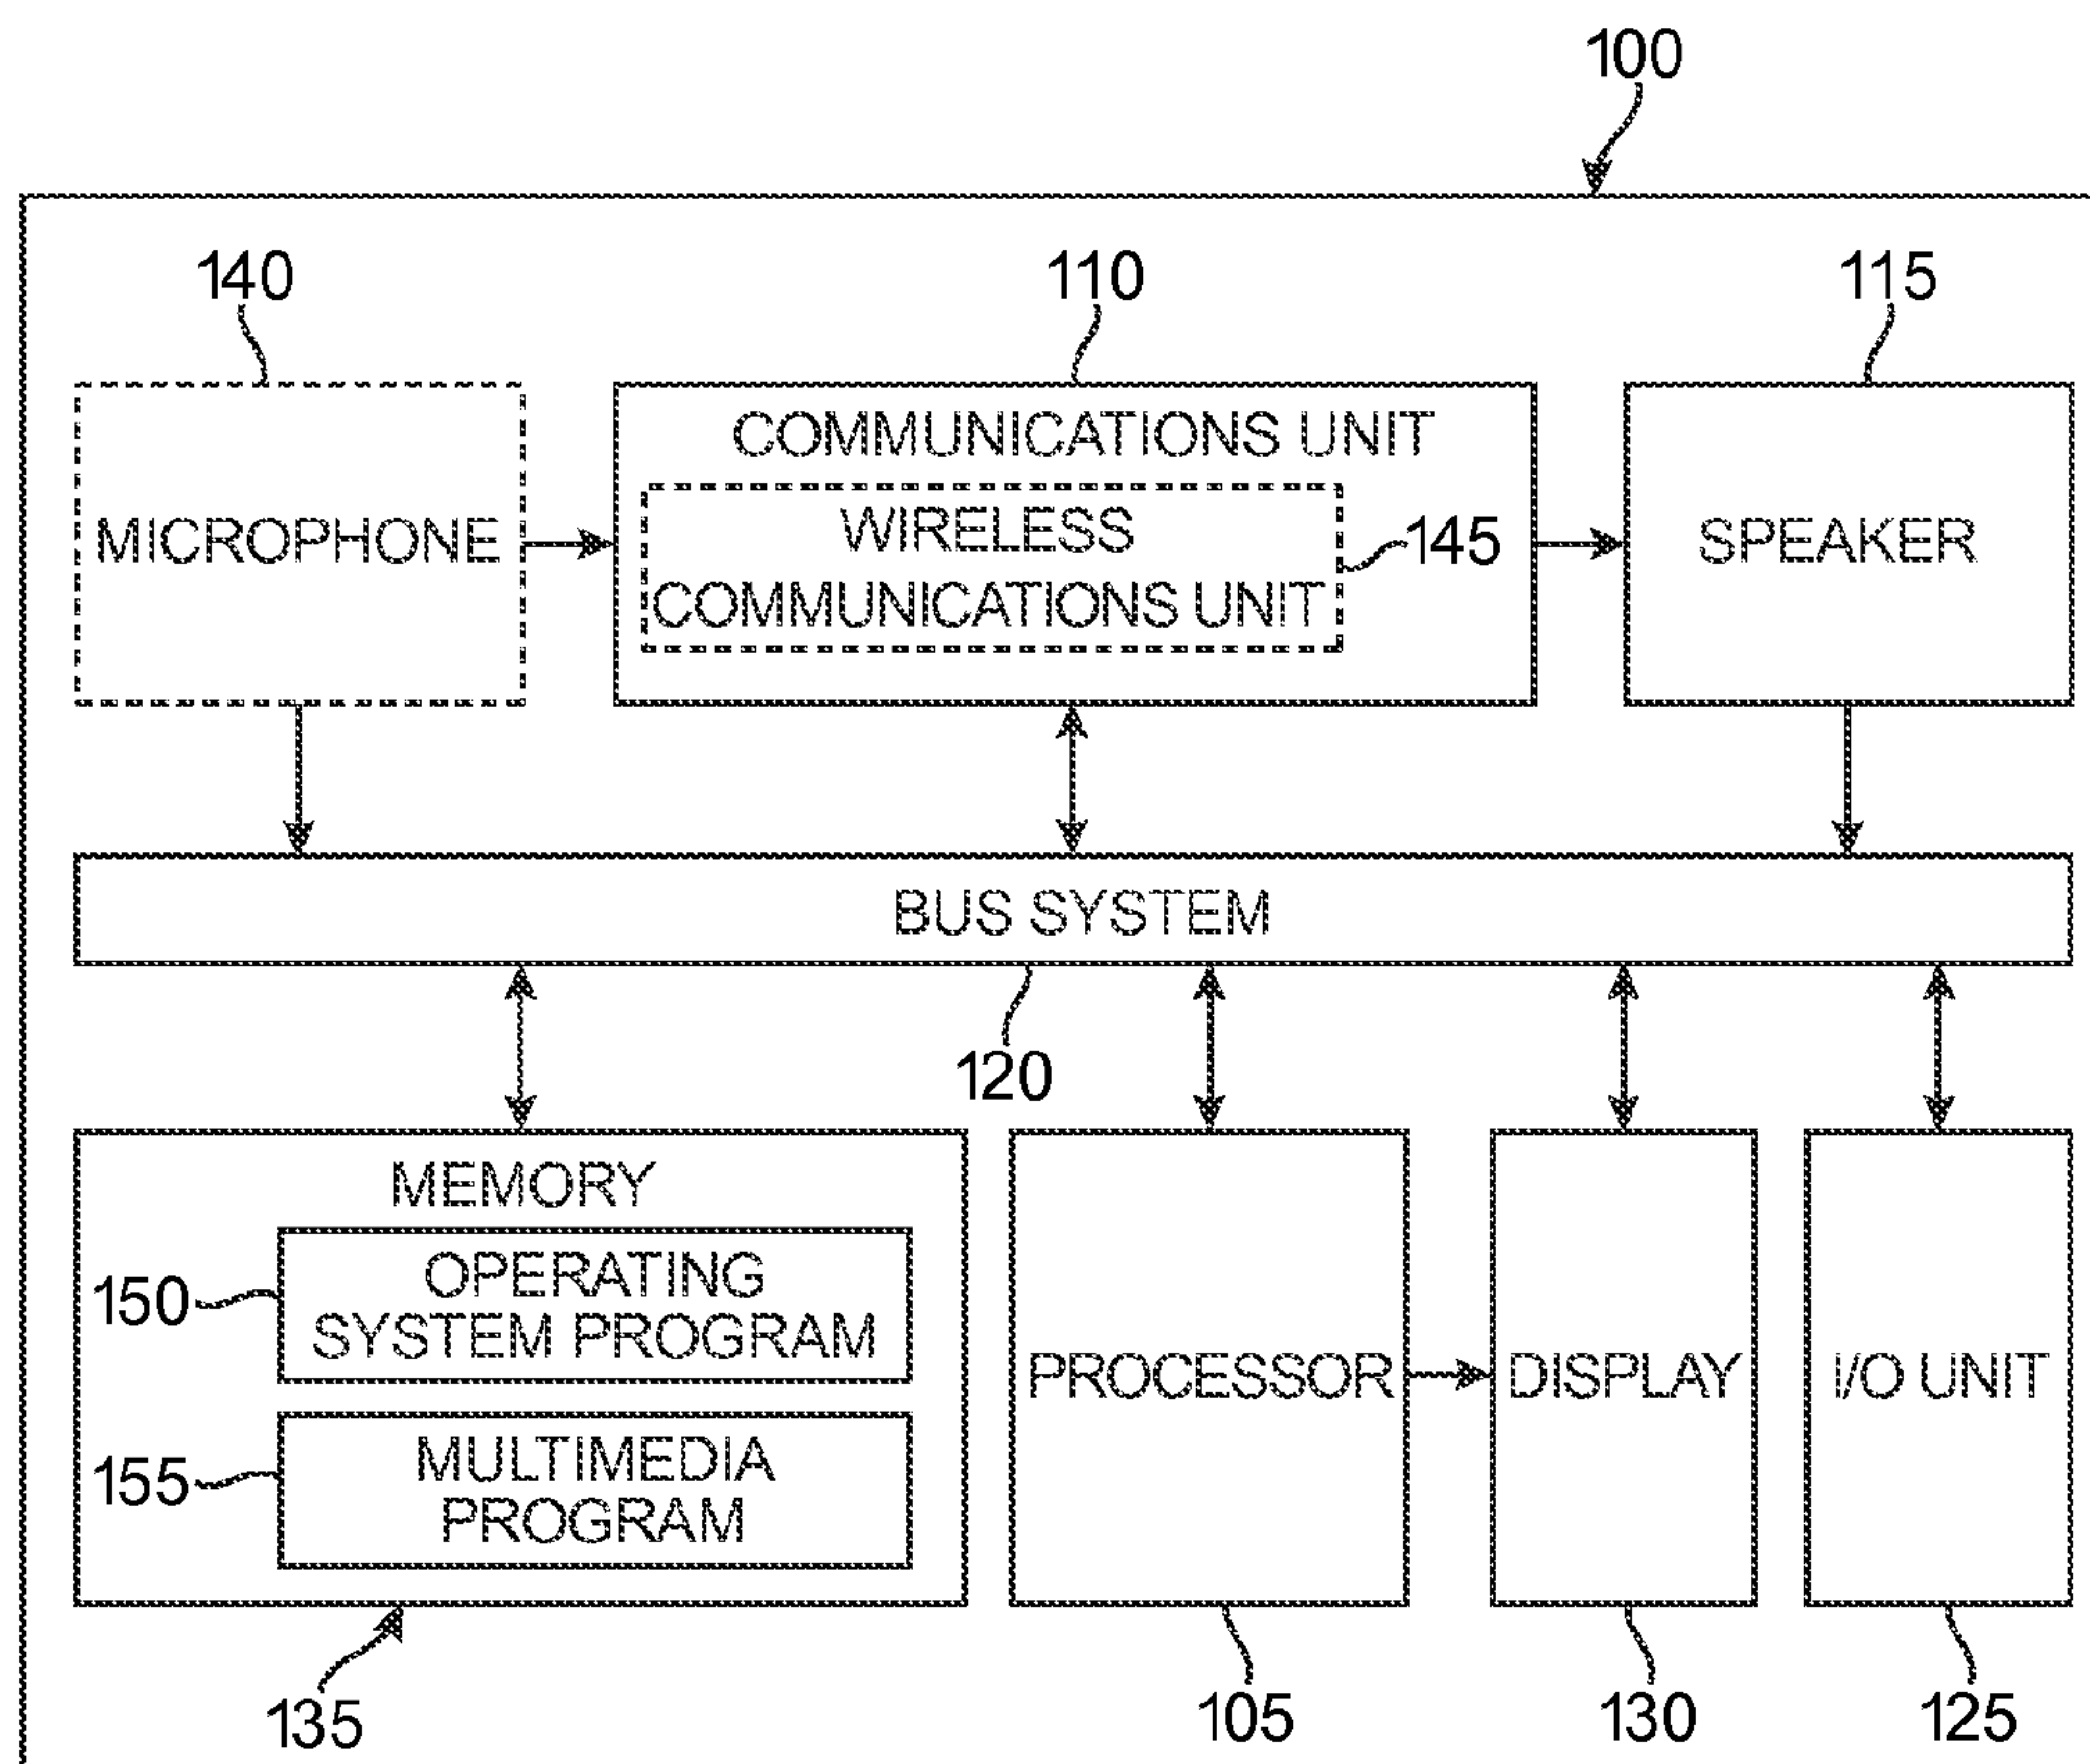 100
140
110
115
COMMUNICATIONS UNIT
MICROPHONE
WIRELESS
COMMUNICATIONS UNIT
145
SPEAKER
BUS SYSTEM
120
MEMORY
150
OPERATING
SYSTEM PROGRAM
155
MULTIMEDIA
PROGRAM
PROCESSOR
DISPLAY
I/O UNIT
135
105
130
125